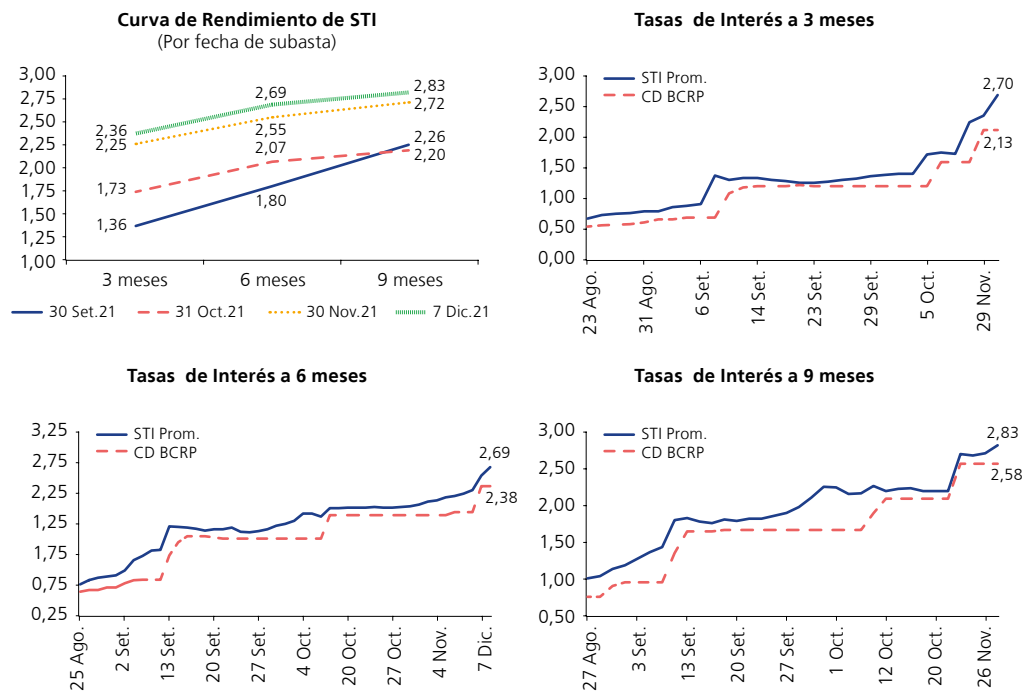 Curva de Rendimiento de STI
(Por fecha de subasta)
3,00
2,75
2,50
2,25
2,00
1,75
1,50
1,25
1,00
2,36
2,25
1,73
1,36
2,69
2,55
2,07
1,80
2,83
2,72
2,26
2,20
3 meses
6 meses
9 meses
30 Set.21
31 Oct.21
30 Nov.21
7 Dic.21
Tasas de Interés a 3 meses
3,00
2,50
2,00
1,50
1,00
0,50
0,00
STI Prom.
CD BCRP
2,70
2,13
23 Ago.
31 Ago.
6 Set.
14 Set.
23 Set.
29 Set.
5 Oct.
29 Nov.
Tasas de Interés a 6 meses
3,25
2,75
2,25
1,25
1,75
0,75
0,25
STI Prom.
CD BCRP
2,69
2,38
25 Ago.
2 Set.
13 Set.
20 Set.
27 Set.
4 Oct.
20 Oct.
27 Oct.
4 Nov.
7 Dic.
Tasas de Interés a 9 meses
3,00
2,50
2,00
1,50
1,00
0,50
STI Prom.
CD BCRP
2,83
2,58
27 Ago.
3 Set.
13 Set.
20 Set.
27 Set.
1 Oct.
12 Oct.
20 Oct.
26 Nov.